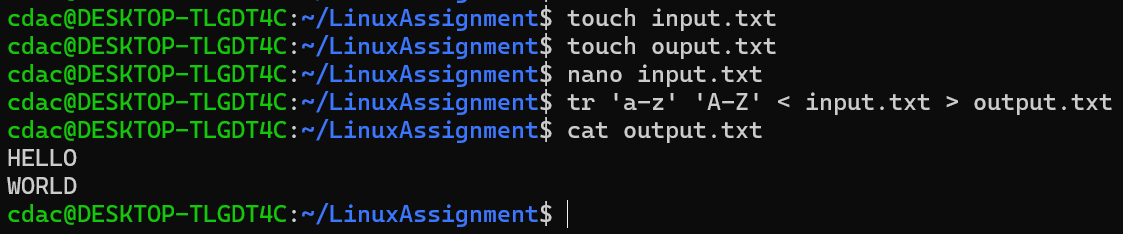 cdac@DESKTOP-TLGDT4C:~/LinuxAssignment$ touch input.txt
cdac@DESKTOP-TLGDT4C:~/LinuxAssignment$ touch ouput.txt
cdac@DESKTOP-TLGDT4C:~/LinuxAssignment$ nano input.txt
cdac@DESKTOP-TLGDT4C:~/LinuxAssignment$ tr 'a-z' 'A-Z' < input.txt > output.txt
cdac@DESKTOP-TLGDT4C:~/LinuxAssignment$ cat output.txt
HELLO
WORLD
cdac@DESKTOP-TLGDT4C:~/LinuxAssignment$